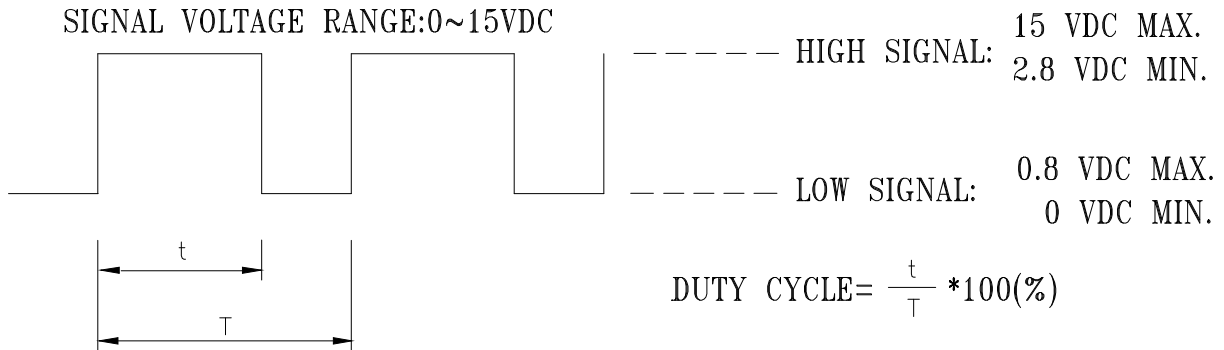 SIGNAL VOLTAGE RANGE:0~15VDC
HIGH SIGNAL: 15 VDC MAX.
2.8 VDC MIN.
LOW SIGNAL: 0.8 VDC MAX.
0 VDC MIN.
t
T
DUTY CYCLE= t/T *100(%)